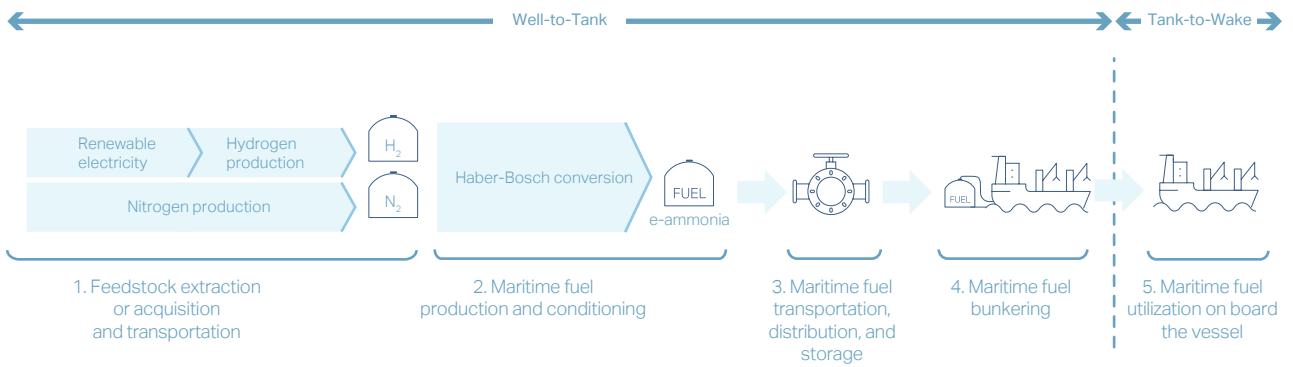 Well-to-Tank
Tank-to-Wake
Renewable
electricity
Hydrogen
production
H2
Nitrogen production
N2
Haber-Bosch conversion
FUEL
e-ammonia
FUEL
1. Feedstock extraction
or acquisition
and transportation
2. Maritime fuel
production and conditioning
3. Maritime fuel
transportation,
distribution, and
storage
4. Maritime fuel
bunkering
5. Maritime fuel
utilization on board
the vessel